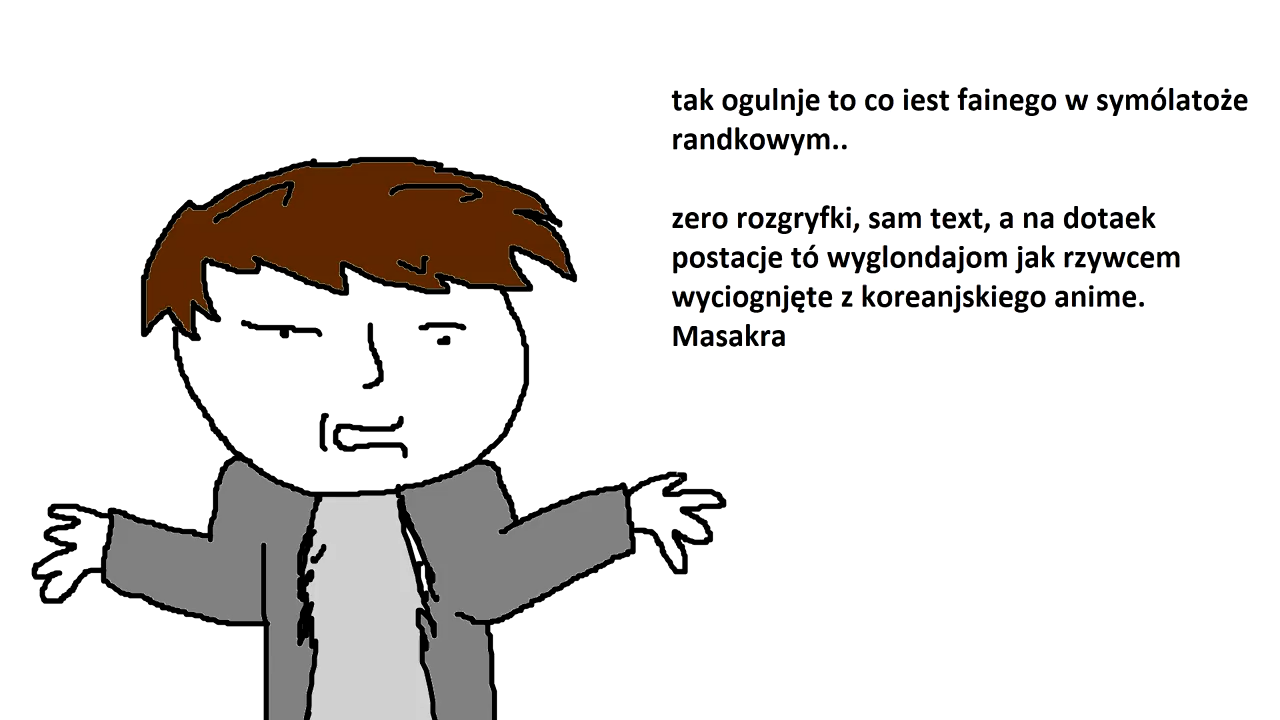 tak ogulnje to co iest fainego w symólatoże
randkowym..
zero rozgryfki, sam text, a na dotaek
postacje tó wyglondajom jak rzywcem
wyciognjęte z koreanjskiego anime.
Masakra